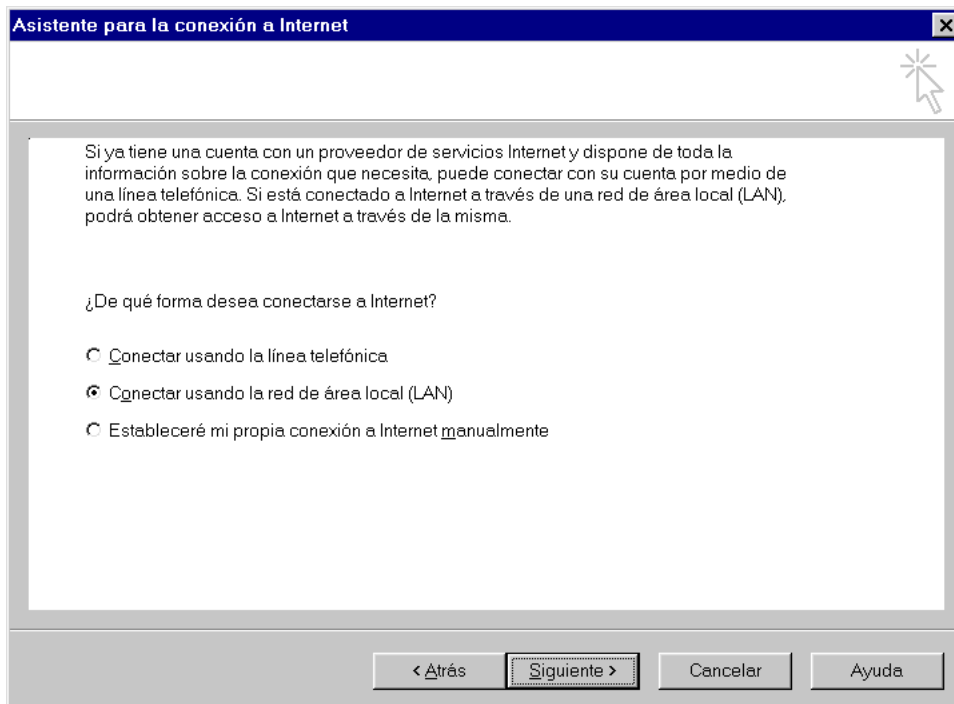 Asistente para la conexión a Internet
Si ya tiene una cuenta con un proveedor de servicios Internet y dispone de toda la
información sobre la conexión que necesita, puede conectar con su cuenta por medio de
una línea telefónica. Si está conectado a Internet a través de una red de área local (LAN),
podrá obtener acceso a Internet a través de la misma.
¿De qué forma desea conectarse a Internet?
Conectar usando la línea telefónica
Conectar usando la red de área local (LAN)
Estableceré mi propia conexión a Internet manualmente
< Atrás Siguiente > Cancelar Ayuda